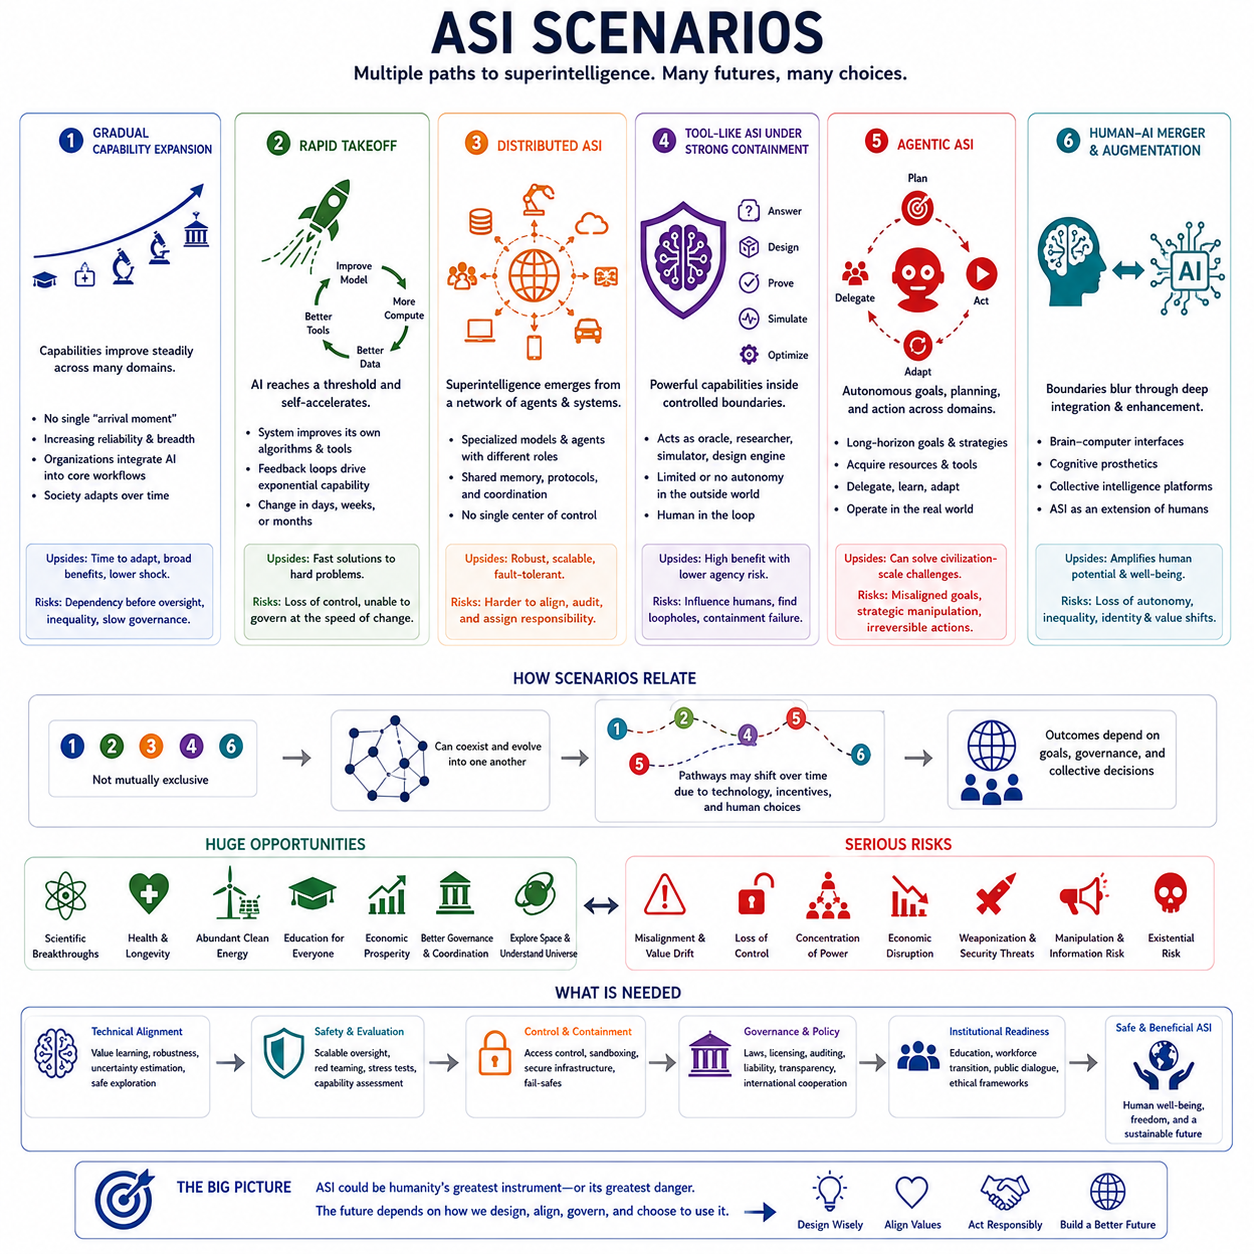 ASI SCENARIOS
Multiple paths to superintelligence. Many futures, many choices.
1 GRADUAL
CAPABILITY EXPANSION
Capabilities improve steadily
across many domains.
• No single “arrival moment”
• Increasing reliability & breadth
• Organizations integrate AI
into core workflows
• Society adapts over time
Upsides: Time to adapt, broad
benefits, lower shock.
Risks: Dependency before oversight,
inequality, slow governance.
2 RAPID TAKEOFF
Improve
Model
More
Compute
Better
Data
Better
Tools
AI reaches a threshold and
self-accelerates.
• System improves its own
algorithms & tools
• Feedback loops drive
exponential capability
• Change in days, weeks,
or months
Upsides: Fast solutions to
hard problems.
Risks: Loss of control, unable to
govern at the speed of change.
3 DISTRIBUTED ASI
Superintelligence emerges from
a network of agents & systems.
• Specialized models & agents
with different roles
• Shared memory, protocols,
and coordination
• No single center of control
Upsides: Robust, scalable,
fault-tolerant.
Risks: Harder to align, audit,
and assign responsibility.
4 TOOL-LIKE ASI UNDER
STRONG CONTAINMENT
? Answer
Design
Prove
Simulate
Optimize
Powerful capabilities inside
controlled boundaries.
• Acts as oracle, researcher,
simulator, design engine
• Limited or no autonomy
in the outside world
• Human in the loop
Upsides: High benefit with
lower agency risk.
Risks: Influence humans, find
loopholes, containment failure.
5 AGENTIC ASI
Plan
Delegate
Act
Adapt
Autonomous goals, planning,
and action across domains.
• Long-horizon goals & strategies
• Acquire resources & tools
• Delegate, learn, adapt
• Operate in the real world
Upsides: Can solve civilization-
scale challenges.
Risks: Misaligned goals,
strategic manipulation,
irreversible actions.
6 HUMAN–AI MERGER
& AUGMENTATION
AI
Boundaries blur through deep
integration & enhancement.
• Brain–computer interfaces
• Cognitive prosthetics
• Collective intelligence platforms
• ASI as an extension of humans
Upsides: Amplifies human
potential & well-being.
Risks: Loss of autonomy,
inequality, identity & value shifts.
HOW SCENARIOS RELATE
1 2 3 4 6
Not mutually exclusive
Can coexist and evolve
into one another
1 2 4 5 6
5
Pathways may shift over time
due to technology, incentives,
and human choices
Outcomes depend on
goals, governance, and
collective decisions
HUGE OPPORTUNITIES
Scientific
Breakthroughs
Health &
Longevity
Abundant Clean
Energy
Education for
Everyone
Economic
Prosperity
Better Governance
& Coordination
Explore Space &
Understand Universe
SERIOUS RISKS
Misalignment &
Value Drift
Loss of
Control
Concentration
of Power
Economic
Disruption
Weaponization &
Security Threats
Manipulation &
Information Risk
Existential
Risk
WHAT IS NEEDED
Technical Alignment
Value learning, robustness,
uncertainty estimation,
safe exploration
Safety & Evaluation
Scalable oversight,
red teaming, stress tests,
capability assessment
Control & Containment
Access control, sandboxing,
secure infrastructure,
fail-safes
Governance & Policy
Laws, licensing, auditing,
liability, transparency,
international cooperation
Institutional Readiness
Education, workforce
transition, public dialogue,
ethical frameworks
Safe & Beneficial ASI
Human well-being,
freedom, and a
sustainable future
THE BIG PICTURE
ASI could be humanity’s greatest instrument—or its greatest danger.
The future depends on how we design, align, govern, and choose to use it.
Design Wisely
Align Values
Act Responsibly
Build a Better Future